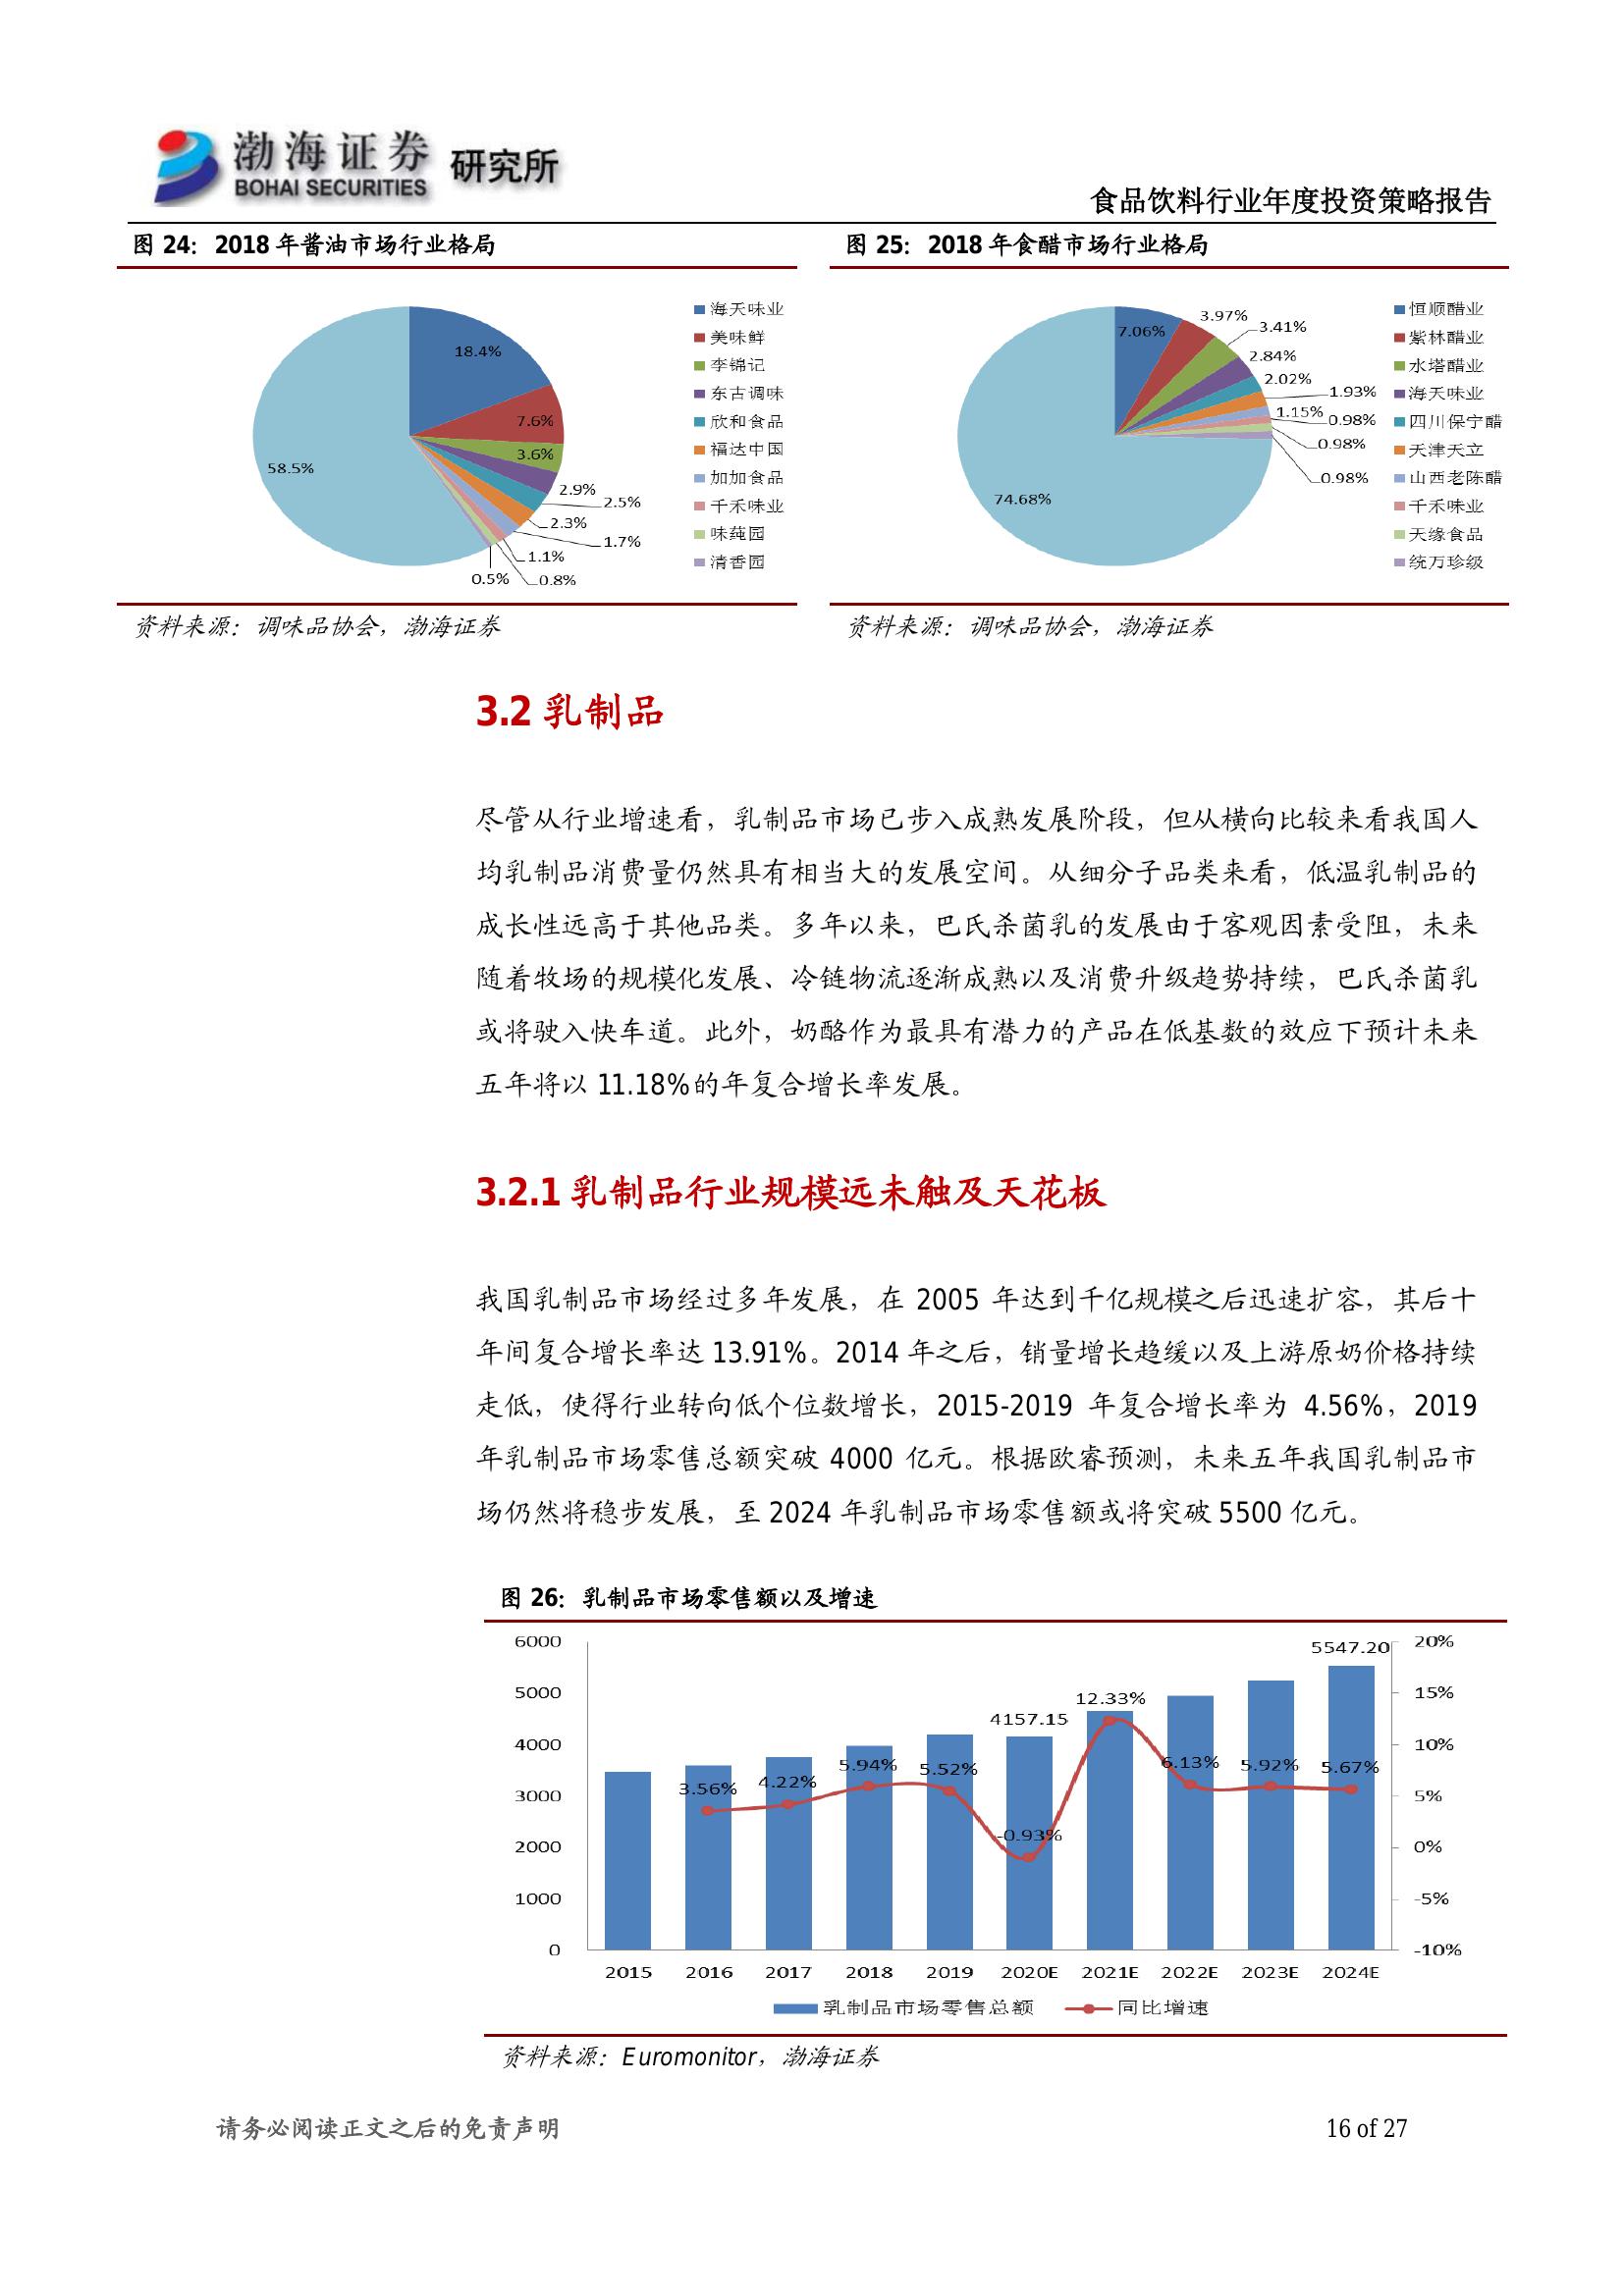 渤海证券 研究所
BOHAI SECURITIES
食品饮料行业年度投资策略报告
图 24：2018 年酱油市场行业格局
18.4%
7.6%
3.6%
2.9%
2.5%
2.3%
1.7%
1.1%
0.8%
0.5%
58.5%
海天味业
美味鲜
李锦记
东古调味
欣和食品
福达中国
加加食品
千禾味业
味莼园
清香园
资料来源：调味品协会，渤海证券
图 25：2018 年食醋市场行业格局
7.06%
3.97%
3.41%
2.84%
2.02%
1.93%
1.15%
0.98%
0.98%
0.98%
74.68%
恒顺醋业
紫林醋业
水塔醋业
海天味业
四川保宁醋
天津天立
山西老陈醋
千禾味业
天缘食品
统万珍级
资料来源：调味品协会，渤海证券
3.2 乳制品
尽管从行业增速看，乳制品市场已步入成熟发展阶段，但从横向比较来看我国人
均乳制品消费量仍然具有相当大的发展空间。从细分子品类来看，低温乳制品的
成长性远高于其他品类。多年以来，巴氏杀菌乳的发展由于客观因素受阻，未来
随着牧场的规模化发展、冷链物流逐渐成熟以及消费升级趋势持续，巴氏杀菌乳
或将驶入快车道。此外，奶酪作为最具有潜力的产品在低基数的效应下预计未来
五年将以 11.18%的年复合增长率发展。
3.2.1 乳制品行业规模远未触及天花板
我国乳制品市场经过多年发展，在 2005 年达到千亿规模之后迅速扩容，其后十
年间复合增长率达 13.91%。2014 年之后，销量增长趋缓以及上游原奶价格持续
走低，使得行业转向低个位数增长，2015-2019 年复合增长率为 4.56%，2019
年乳制品市场零售总额突破 4000 亿元。根据欧睿预测，未来五年我国乳制品市
场仍然将稳步发展，至 2024 年乳制品市场零售额或将突破 5500 亿元。
图 26：乳制品市场零售额以及增速
6000
5000
4000
3000
2000
1000
0
20%
15%
10%
5%
0%
-5%
-10%
3.56%
4.22%
5.94%
5.52%
4157.15
-0.93%
12.33%
6.13%
5.92%
5547.20
5.67%
2015 2016 2017 2018 2019 2020E 2021E 2022E 2023E 2024E
乳制品市场零售总额 同比增速
资料来源：Euromonitor，渤海证券
请务必阅读正文之后的免责声明
16 of 27